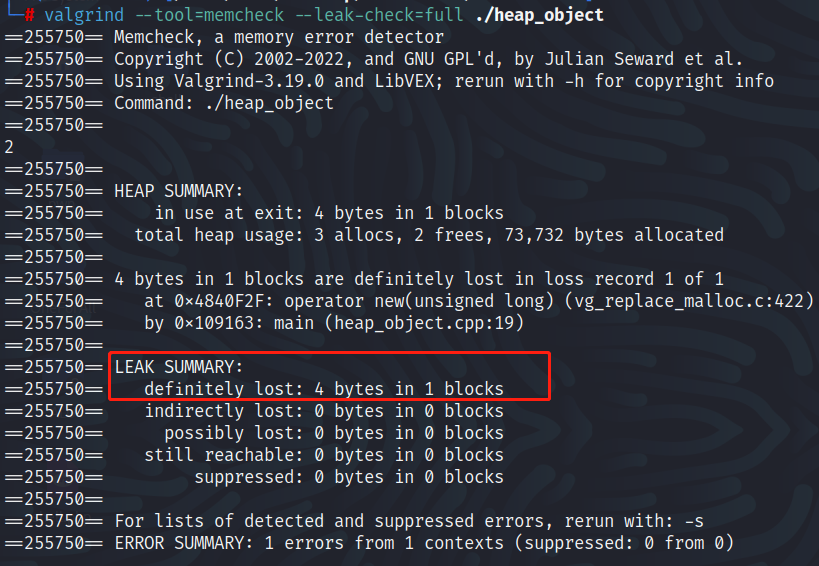 # valgrind --tool=memcheck --leak-check=full ./heap_object
==255750== Memcheck, a memory error detector
==255750== Copyright (C) 2002-2022, and GNU GPL'd, by Julian Seward et al.
==255750== Using Valgrind-3.19.0 and LibVEX; rerun with -h for copyright info
==255750== Command: ./heap_object
==255750==
2
==255750==
==255750== HEAP SUMMARY:
==255750==     in use at exit: 4 bytes in 1 blocks
==255750==   total heap usage: 3 allocs, 2 frees, 73,732 bytes allocated
==255750==
==255750== 4 bytes in 1 blocks are definitely lost in loss record 1 of 1
==255750==    at 0x4840F2F: operator new(unsigned long) (vg_replace_malloc.c:422)
==255750==    by 0x109163: main (heap_object.cpp:19)
==255750==
==255750== LEAK SUMMARY:
==255750==    definitely lost: 4 bytes in 1 blocks
==255750==    indirectly lost: 0 bytes in 0 blocks
==255750==      possibly lost: 0 bytes in 0 blocks
==255750==    still reachable: 0 bytes in 0 blocks
==255750==         suppressed: 0 bytes in 0 blocks
==255750==
==255750== For lists of detected and suppressed errors, rerun with: -s
==255750== ERROR SUMMARY: 1 errors from 1 contexts (suppressed: 0 from 0)